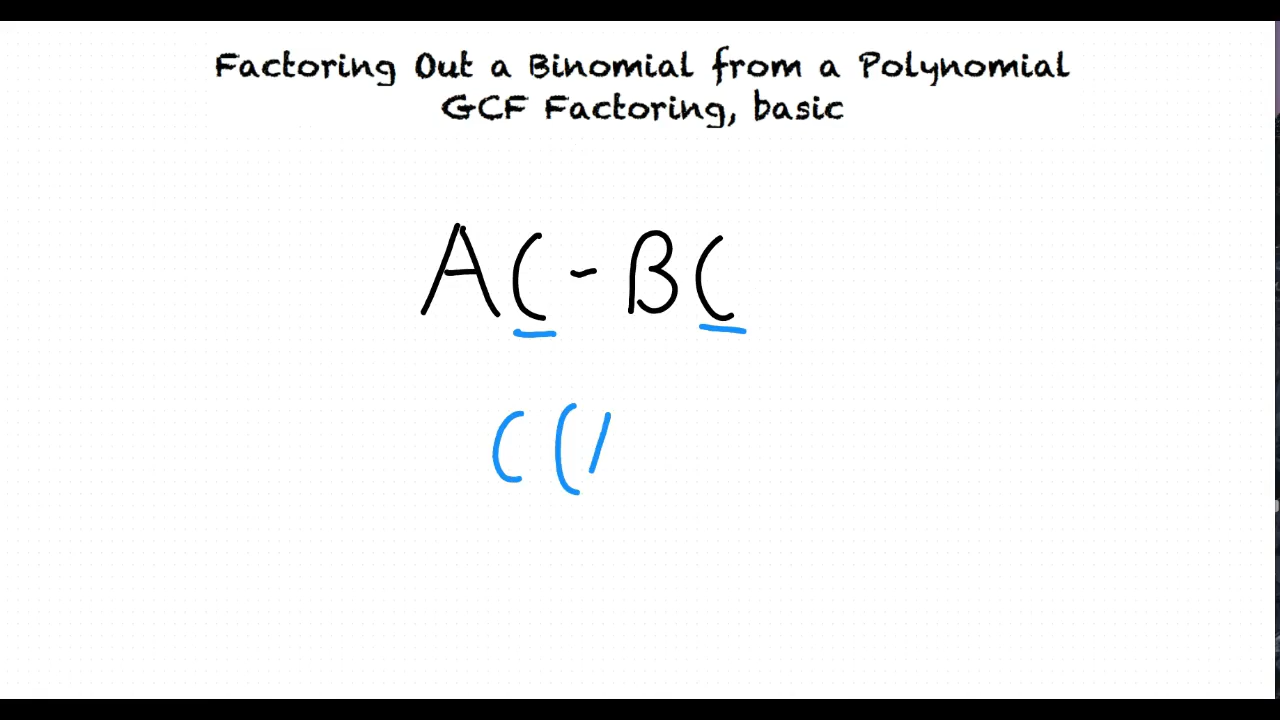 Factoring Out a Binomial from a Polynomial
GCF Factoring, basic
AC - BC
C (